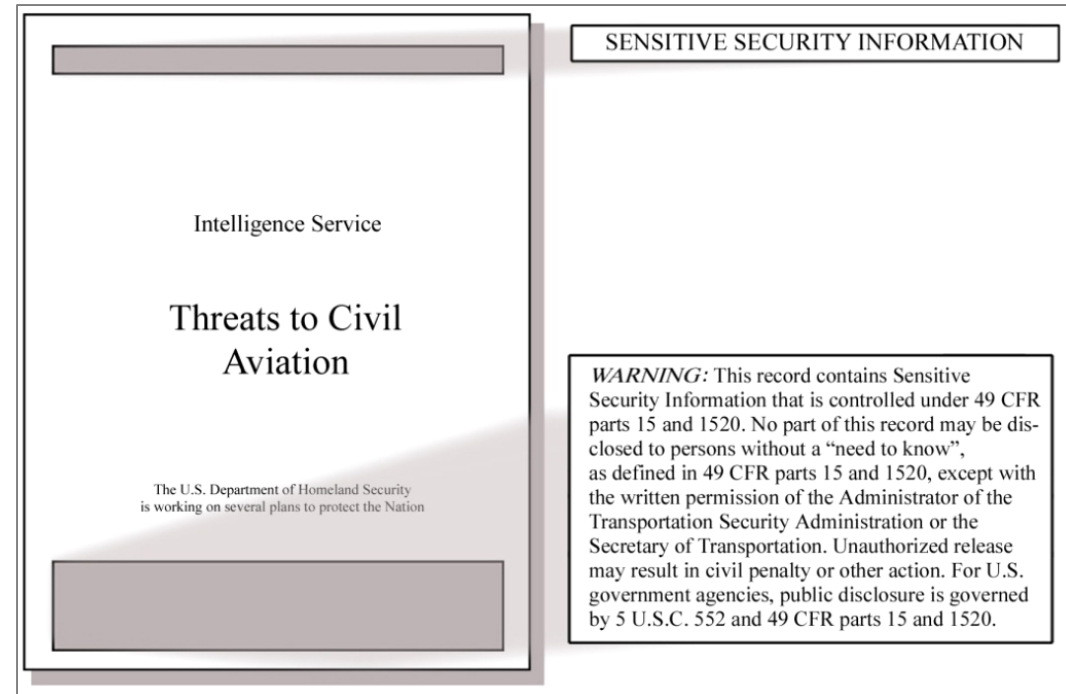 SENSITIVE SECURITY INFORMATION
Intelligence Service
Threats to Civil
Aviation
The U.S. Department of Homeland Security
is working on several plans to protect the Nation
WARNING: This record contains Sensitive
Security Information that is controlled under 49 CFR
parts 15 and 1520. No part of this record may be dis-
closed to persons without a “need to know”,
as defined in 49 CFR parts 15 and 1520, except with
the written permission of the Administrator of the
Transportation Security Administration or the
Secretary of Transportation. Unauthorized release
may result in civil penalty or other action. For U.S.
government agencies, public disclosure is governed
by 5 U.S.C. 552 and 49 CFR parts 15 and 1520.